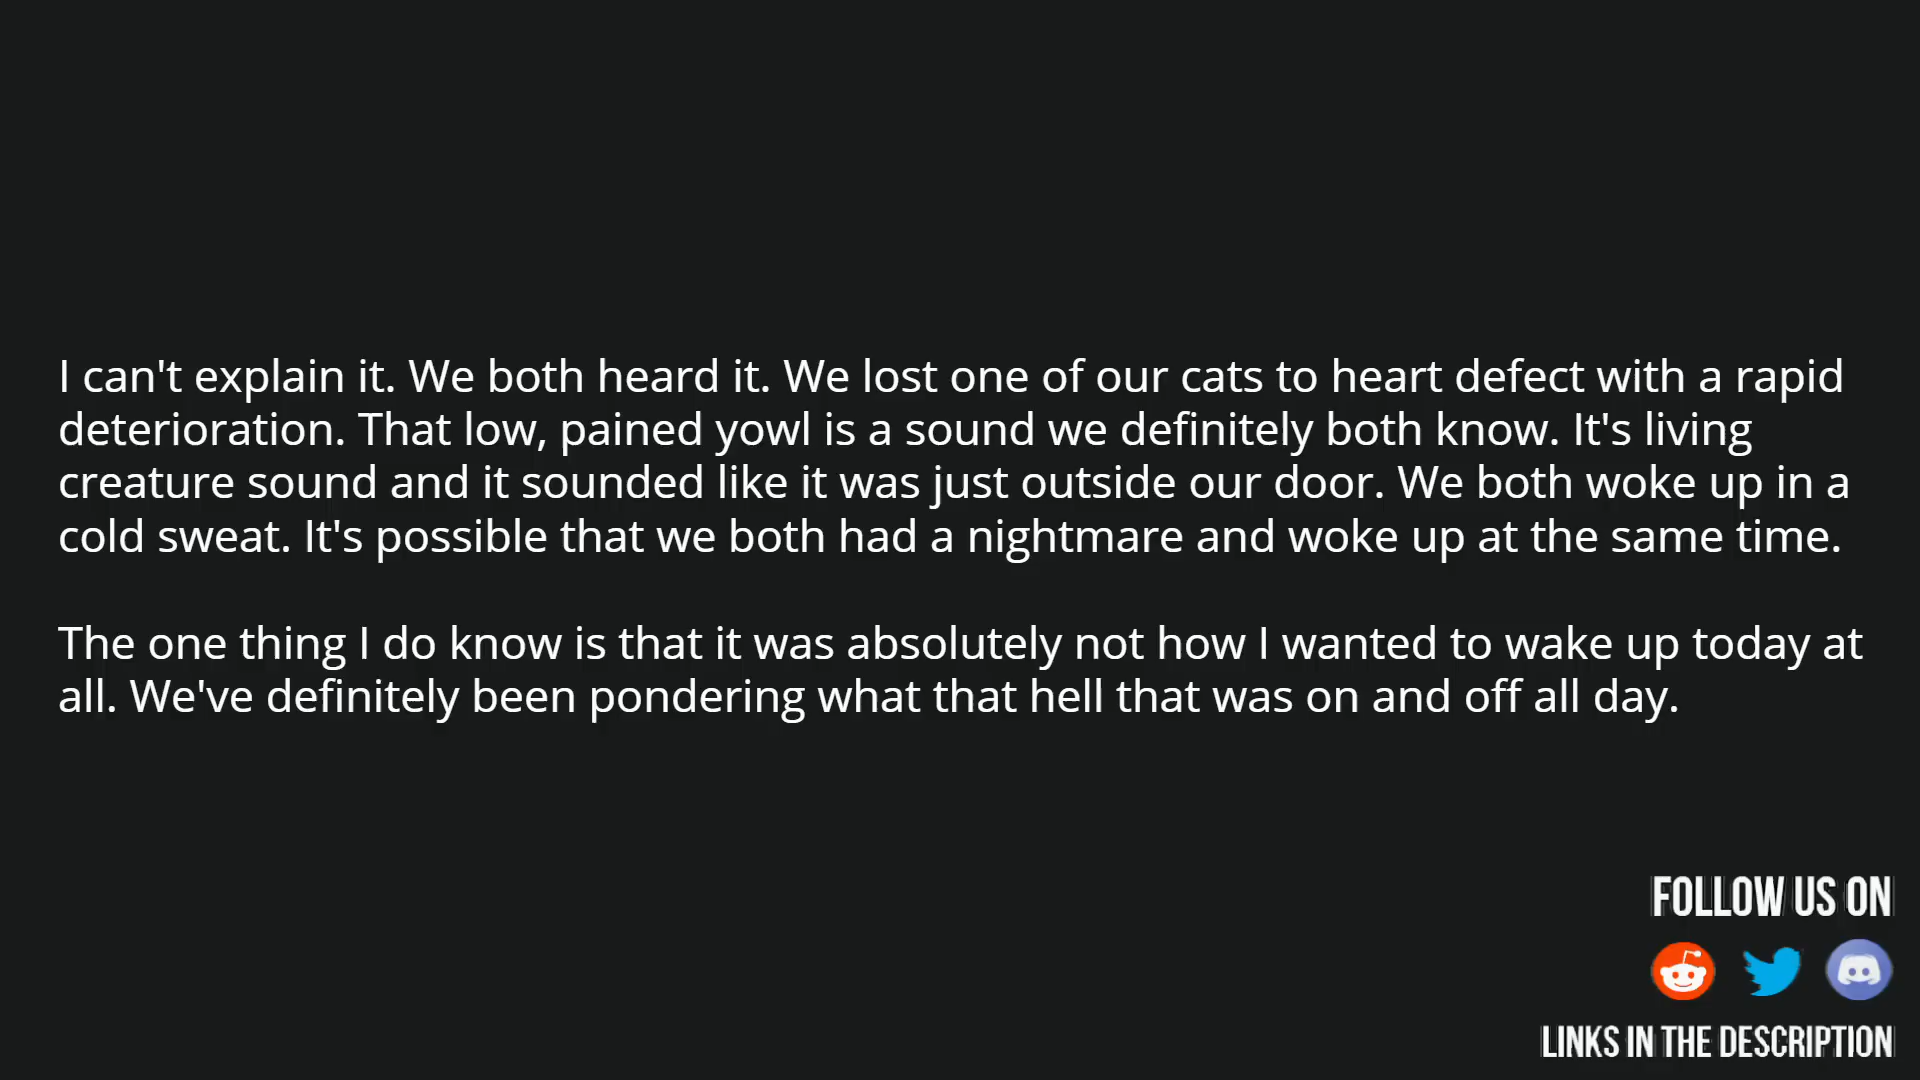 I can't explain it. We both heard it. We lost one of our cats to heart defect with a rapid
deterioration. That low, pained yowl is a sound we definitely both know. It's living
creature sound and it sounded like it was just outside our door. We both woke up in a
cold sweat. It's possible that we both had a nightmare and woke up at the same time.
The one thing I do know is that it was absolutely not how I wanted to wake up today at
all. We've definitely been pondering what that hell that was on and off all day.
FOLLOW US ON
LINKS IN THE DESCRIPTION